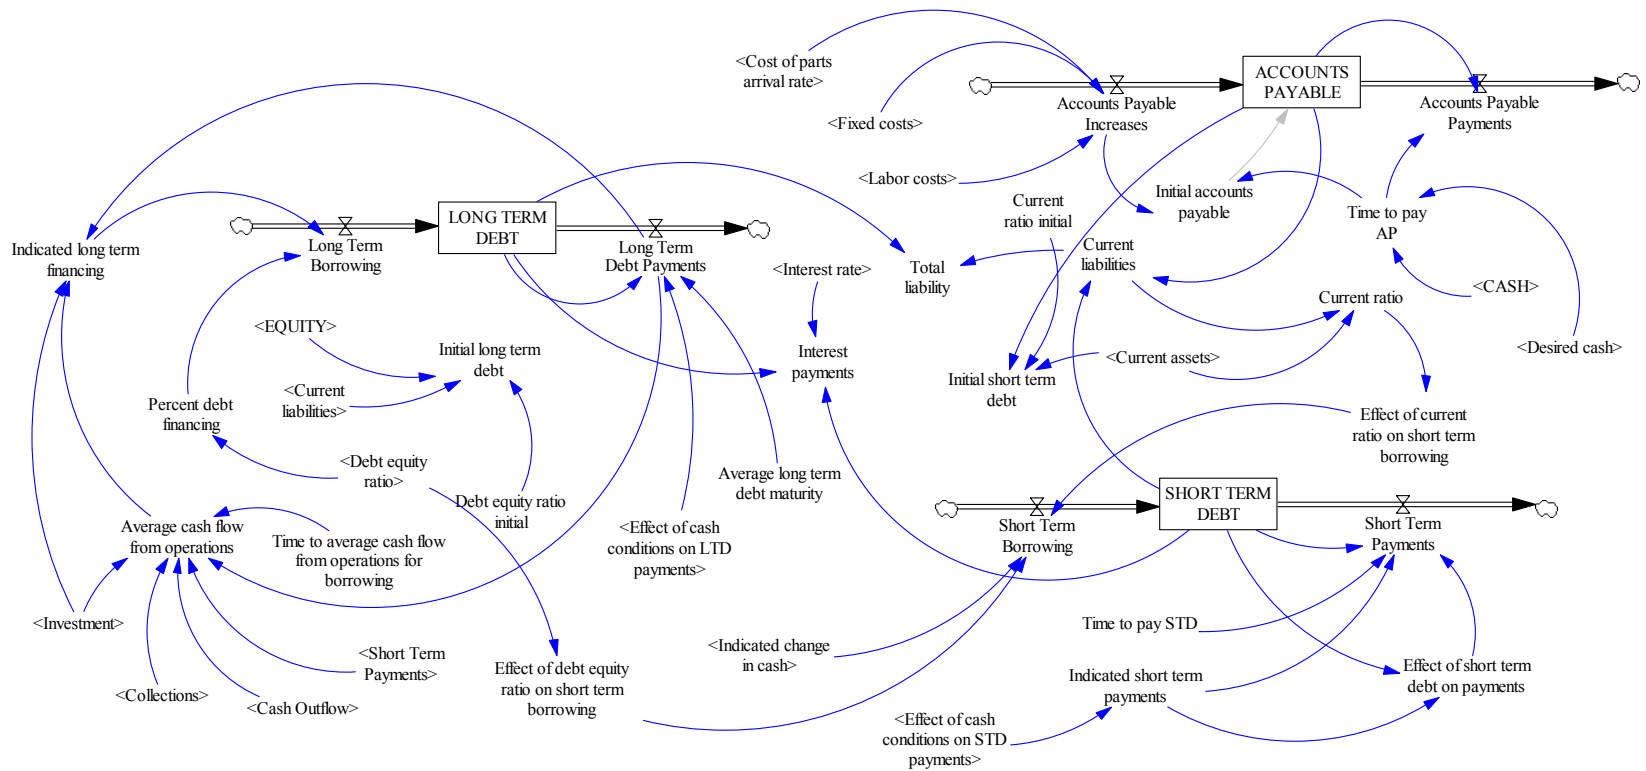 <Cost of parts
arrival rate>
ACCOUNTS
PAYABLE
Accounts Payable
Increases
Accounts Payable
Payments
<Fixed costs>
<Labor costs>
Initial accounts
payable
Time to pay
AP
Current
ratio initial
LONG TERM
DEBT
Indicated long term
financing
Long Term
Borrowing
Long Term
Debt Payments
<Interest rate>
Total
liability
Current
liabilities
Current ratio
<CASH>
<Desired cash>
<EQUITY>
Initial long term
debt
Interest
payments
<Current assets>
Initial short term
debt
<Current
liabilities>
Percent debt
financing
Effect of current
ratio on short term
borrowing
<Debt equity
ratio>
Average long term
debt maturity
Debt equity ratio
initial
SHORT TERM
DEBT
Average cash flow
from operations
Time to average cash flow
from operations for
borrowing
<Effect of cash
conditions on LTD
payments>
Short Term
Borrowing
Short Term
Payments
<Investment>
<Indicated change
in cash>
Time to pay STD
<Short Term
Payments>
<Collections>
<Cash Outflow>
Effect of debt equity
ratio on short term
borrowing
Indicated short term
payments
Effect of short term
debt on payments
<Effect of cash
conditions on STD
payments>